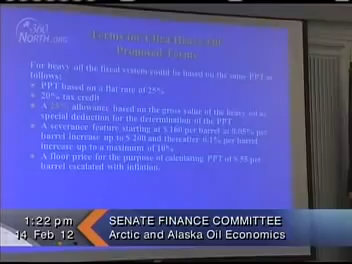 360
NORTH.ORG
Terms for Ultra Heavy Oil
Proposed Terms
For heavy oil the fiscal system could be based on the same PPT as
follows:
PPT based on a flat rate of 25%
20% tax credit
A 25% allowance based on the gross value of the heavy oil as
special deduction for the determination of the PPT
A severance feature starting at $ 160 per barrel at 0.05% per
barrel increase up to $ 200 and thereafter 0.1% per barrel
increase up to a maximum of 10%
A floor price for the purpose of calculating PPT of $ 55 per
barrel escalated with inflation.
1:22 pm
14 Feb 12
SENATE FINANCE COMMITTEE
Arctic and Alaska Oil Economics